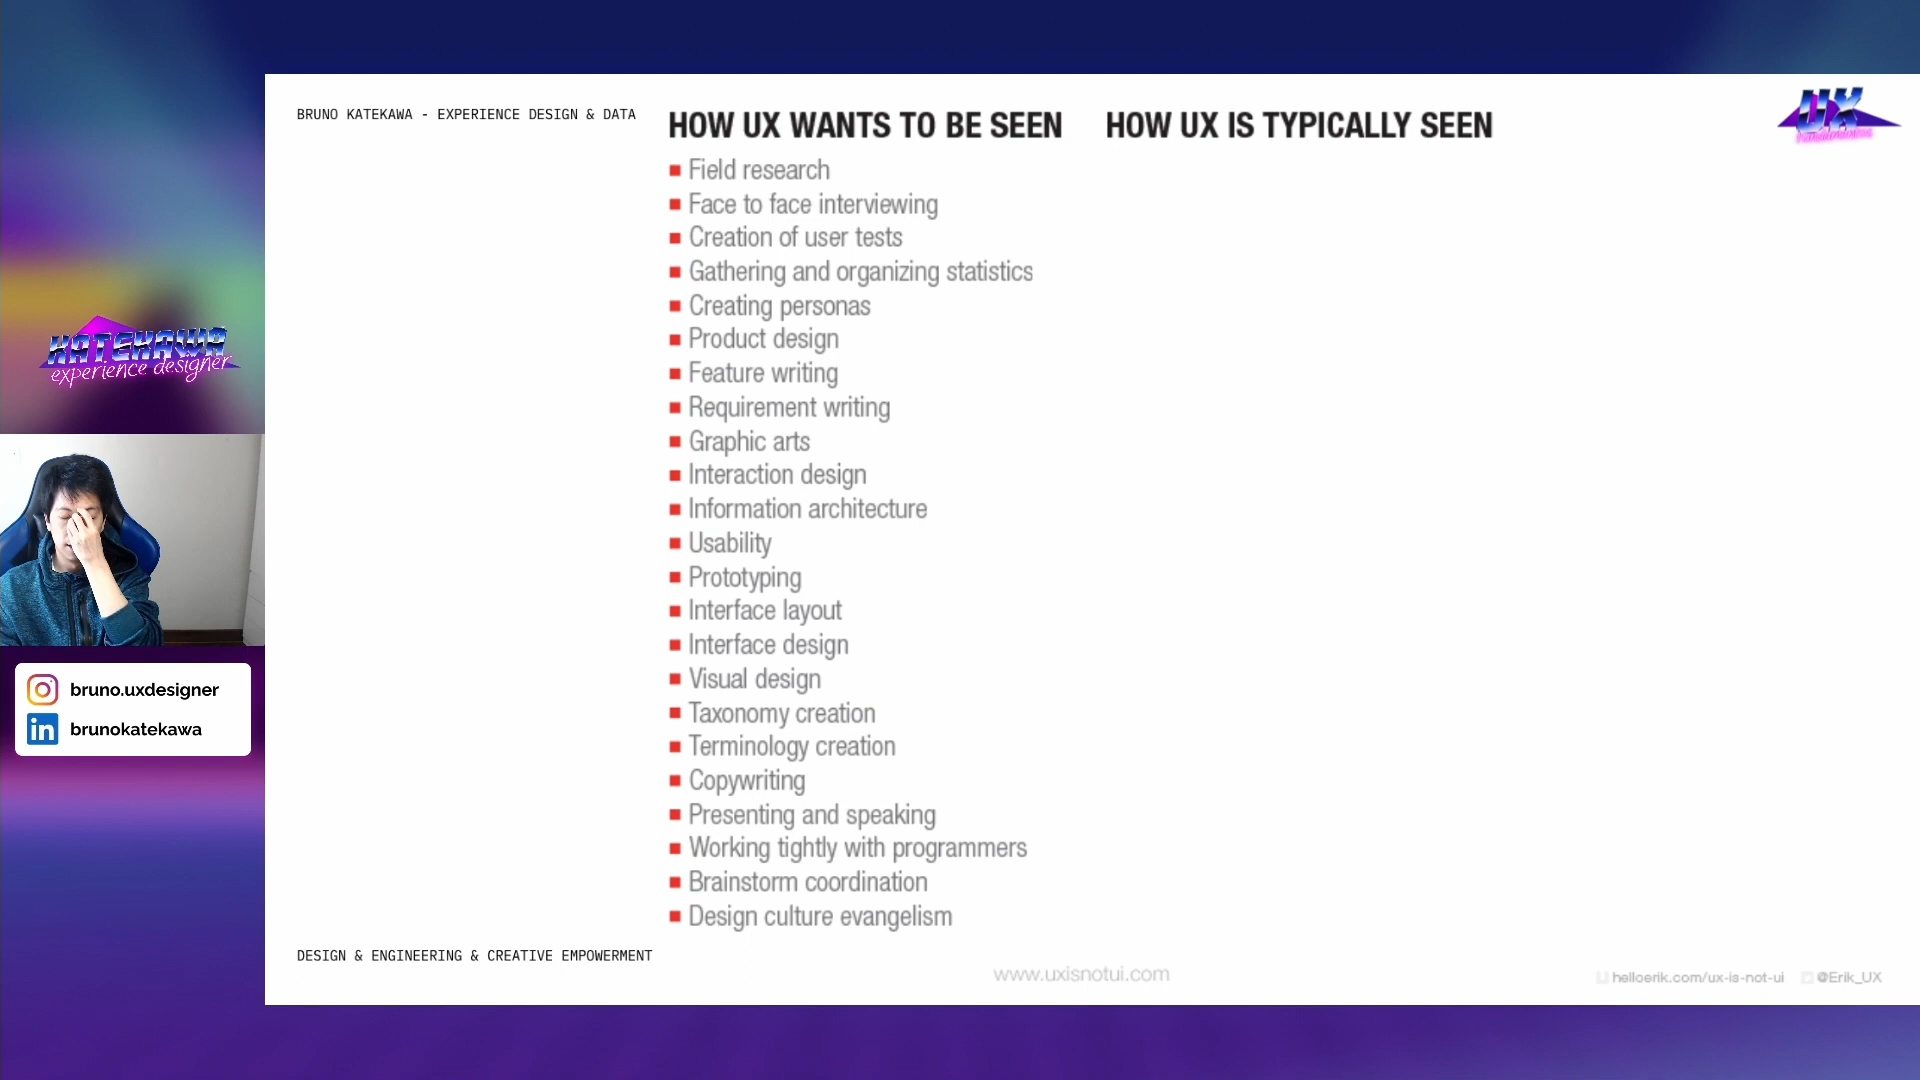 BRUNO KATEKAWA - EXPERIENCE DESIGN & DATA
HOW UX WANTS TO BE SEEN
HOW UX IS TYPICALLY SEEN
UX
Field research
Face to face interviewing
Creation of user tests
Gathering and organizing statistics
Creating personas
Product design
Feature writing
Requirement writing
Graphic arts
Interaction design
Information architecture
Usability
Prototyping
Interface layout
Interface design
Visual design
Taxonomy creation
Terminology creation
Copywriting
Presenting and speaking
Working tightly with programmers
Brainstorm coordination
Design culture evangelism
DESIGN & ENGINEERING & CREATIVE EMPOWERMENT
www.uxisnotui.com
helloerik.com/ux-is-not-ui
@Erik_UX
KATEKAWA
experience designer
bruno.uxdesigner
in brunokatekawa